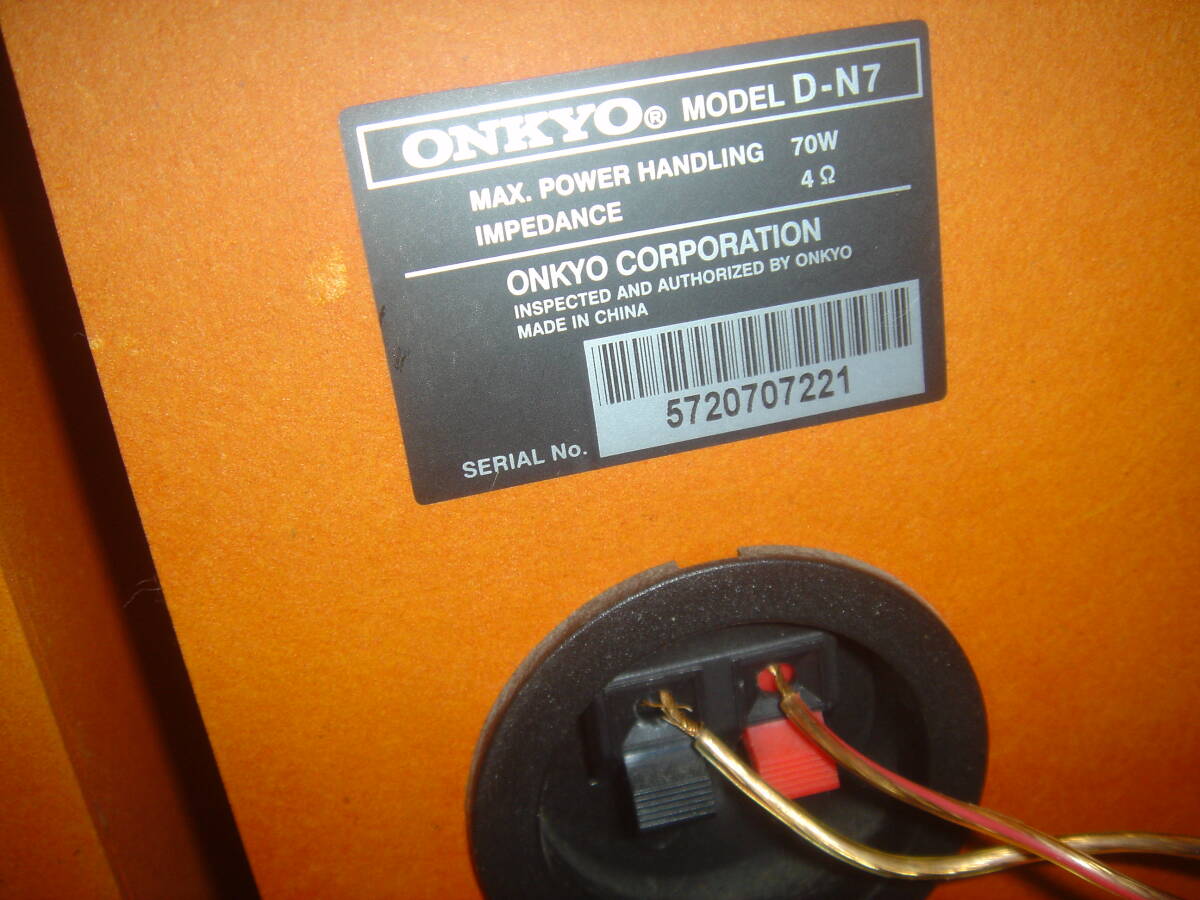 ONKYO® MODEL D-N7
MAX. POWER HANDLING 70W
IMPEDANCE 4 Ω
ONKYO CORPORATION
INSPECTED AND AUTHORIZED BY ONKYO
MADE IN CHINA
5720707221
SERIAL No.